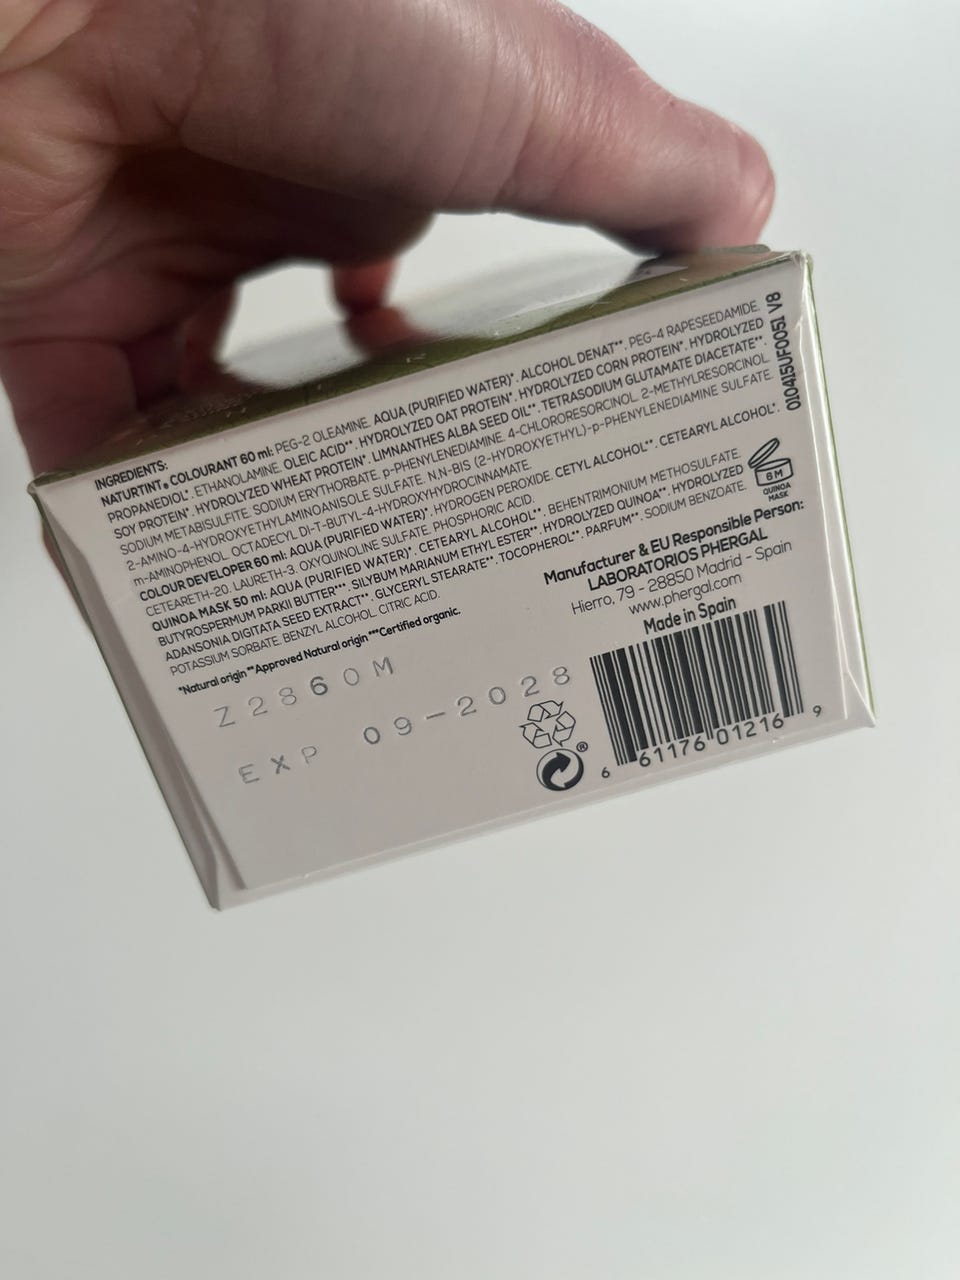 INGREDIENTS:
NATURTINT® COLOURANT 60 ml: PEG-2 OLEAMINE. AQUA (PURIFIED WATER)*. ALCOHOL DENAT**. PEG-4 RAPESEEDAMIDE.
PROPANEDIOL*. ETHANOLAMINE. OLEIC ACID**. HYDROLYZED OAT PROTEIN*. HYDROLYZED CORN PROTEIN*. HYDROLYZED
SOY PROTEIN*. HYDROLYZED WHEAT PROTEIN*. LIMNANTHES ALBA SEED OIL**. TETRASODIUM GLUTAMATE DIACETATE**.
SODIUM METABISULFITE. SODIUM ERYTHORBATE. p-PHENYLENEDIAMINE. 4-CHLORORESORCINOL. 2-METHYLRESORCINOL.
2-AMINO-4-HYDROXYETHYLAMINOANISOLE SULFATE. N,N-BIS (2-HYDROXYETHYL)-p-PHENYLENEDIAMINE SULFATE.
m-AMINOPHENOL. OCTADECYL DI-T-BUTYL-4-HYDROXYHYDROCINNAMATE.
COLOUR DEVELOPER 60 ml: AQUA (PURIFIED WATER)*. HYDROGEN PEROXIDE. CETYL ALCOHOL**. CETEARYL ALCOHOL*.
CETEARETH-20. LAURETH-3. OXYQUINOLINE SULFATE. PHOSPHORIC ACID.
QUINOA MASK 50 ml: AQUA (PURIFIED WATER)*. CETEARYL ALCOHOL**. BEHENTRIMONIUM METHOSULFATE.
BUTYROSPERMUM PARKII BUTTER***. SILYBUM MARIANUM ETHYL ESTER**. HYDROLYZED QUINOA**. HYDROLYZED
ADANSONIA DIGITATA SEED EXTRACT**. GLYCERYL STEARATE**. TOCOPHEROL**. PARFUM**. SODIUM BENZOATE.
POTASSIUM SORBATE. BENZYL ALCOHOL. CITRIC ACID.
*Natural origin **Approved Natural origin ***Certified organic.
01041SUF0051 V8
8 M
QUINOA
MASK
Manufacturer & EU Responsible Person:
LABORATORIOS PHERGAL
Hierro, 79 - 28850 Madrid - Spain
www.phergal.com
Made in Spain
Z2860M
EXP 09-2028
6 61176 01216 9